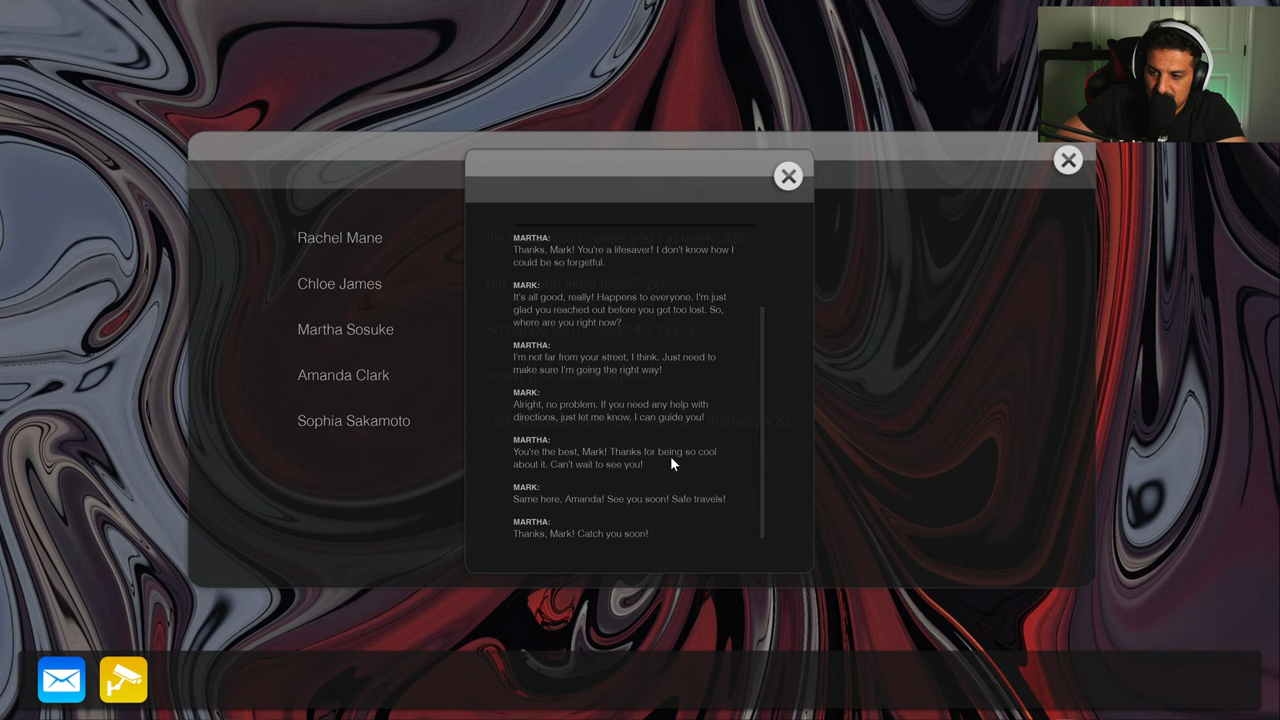 Rachel Mane
Chloe James
Martha Sosuke
Amanda Clark
Sophia Sakamoto
MARTHA:
Thanks, Mark! You're a lifesaver! I don't know how I
could be so forgetful.
MARK:
It's all good, really! Happens to everyone. I'm just
glad you reached out before you got too lost. So,
where are you right now?
MARTHA:
I'm not far from your street, I think. Just need to
make sure I'm going the right way!
MARK:
Alright, no problem. If you need any help with
directions, just let me know. I can guide you!
MARTHA:
You're the best, Mark! Thanks for being so cool
about it. Can't wait to see you!
MARK:
Same here, Amanda! See you soon! Safe travels!
MARTHA:
Thanks, Mark! Catch you soon!